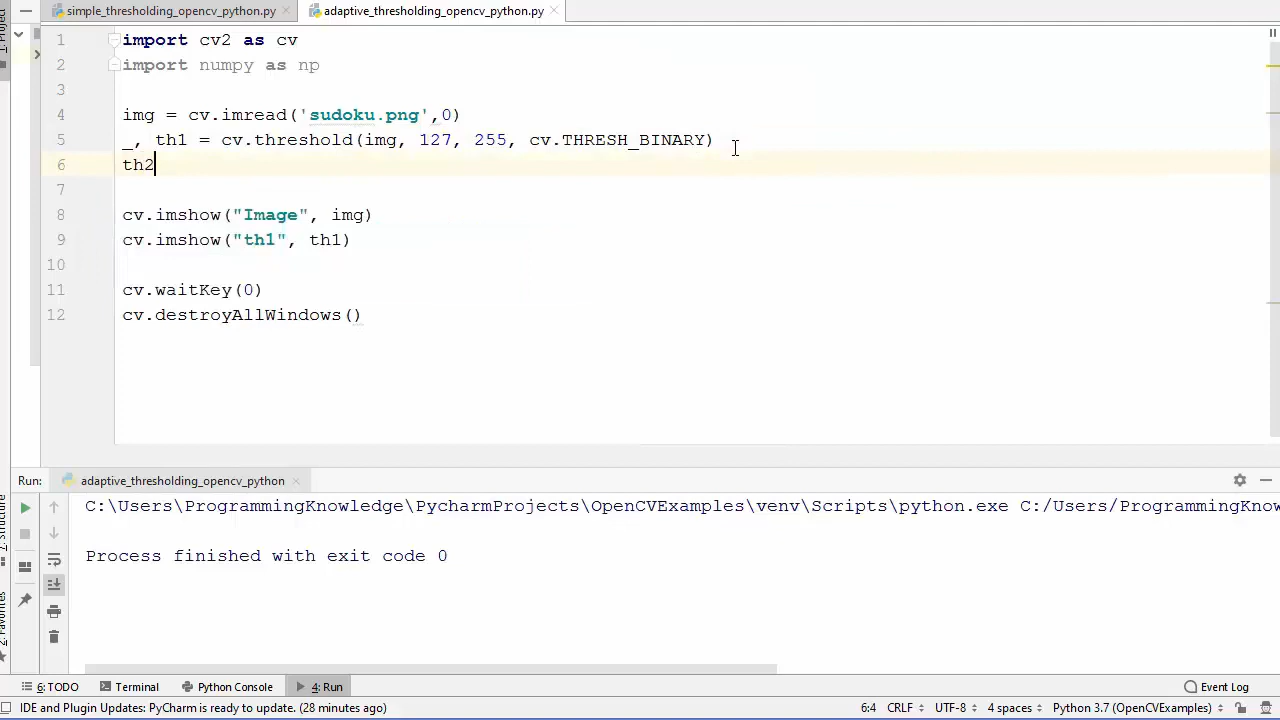 simple_thresholding_opencv_python.py adaptive_thresholding_opencv_python.py
1: Project
1 import cv2 as cv
2 import numpy as np
3
4 img = cv.imread('sudoku.png',0)
5 _, th1 = cv.threshold(img, 127, 255, cv.THRESH_BINARY)
6 th2
7
8 cv.imshow("Image", img)
9 cv.imshow("th1", th1)
10
11 cv.waitKey(0)
12 cv.destroyAllWindows()
Run: adaptive_thresholding_opencv_python
C:\Users\ProgrammingKnowledge\PycharmProjects\OpenCVExamples\venv\Scripts\python.exe C:/Users/ProgrammingKnow
Process finished with exit code 0
Z: Structure
2: Favorites
6: TODO Terminal Python Console 4: Run Event Log
IDE and Plugin Updates: PyCharm is ready to update. (28 minutes ago) 6:4 CRLF UTF-8 4 spaces Python 3.7 (OpenCVExamples)